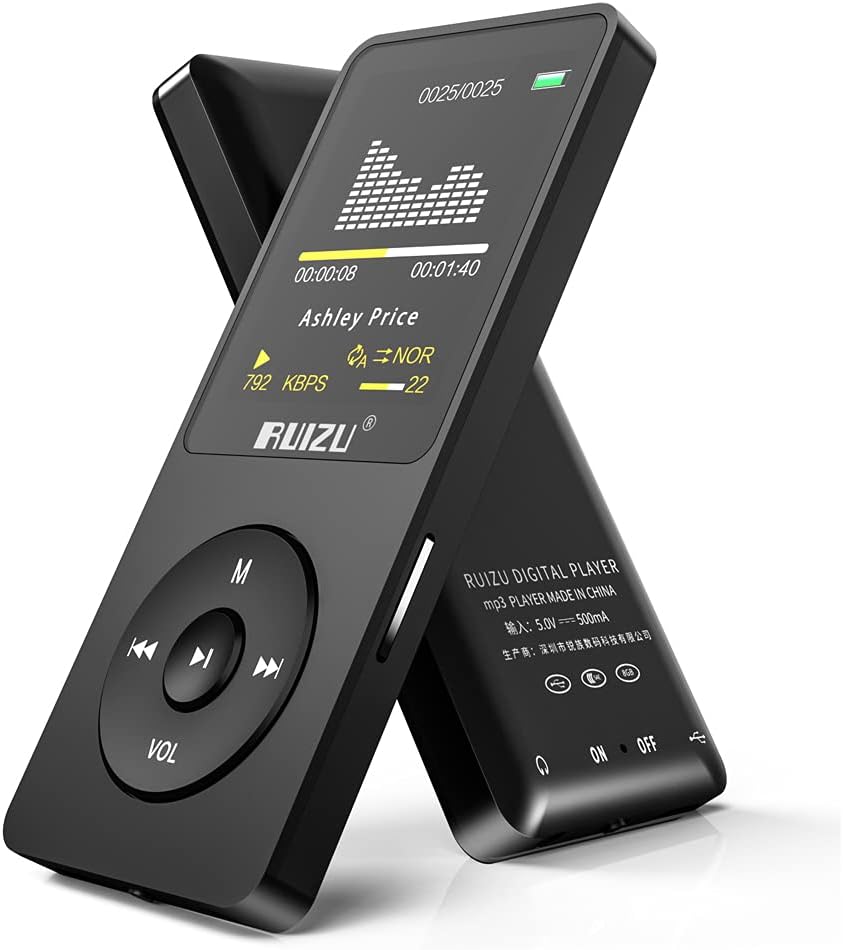 0025/0025
00:00:08 00:01:40
Ashley Price
A NOR
792 KBPS 22
RUIZU®
M
VOL
RUIZU DIGITAL PLAYER
mp3 PLAYER MADE IN CHINA
输入：5.0V⎓500mA
生产商：深圳市锐族数码科技有限公司
8GB
ON OFF